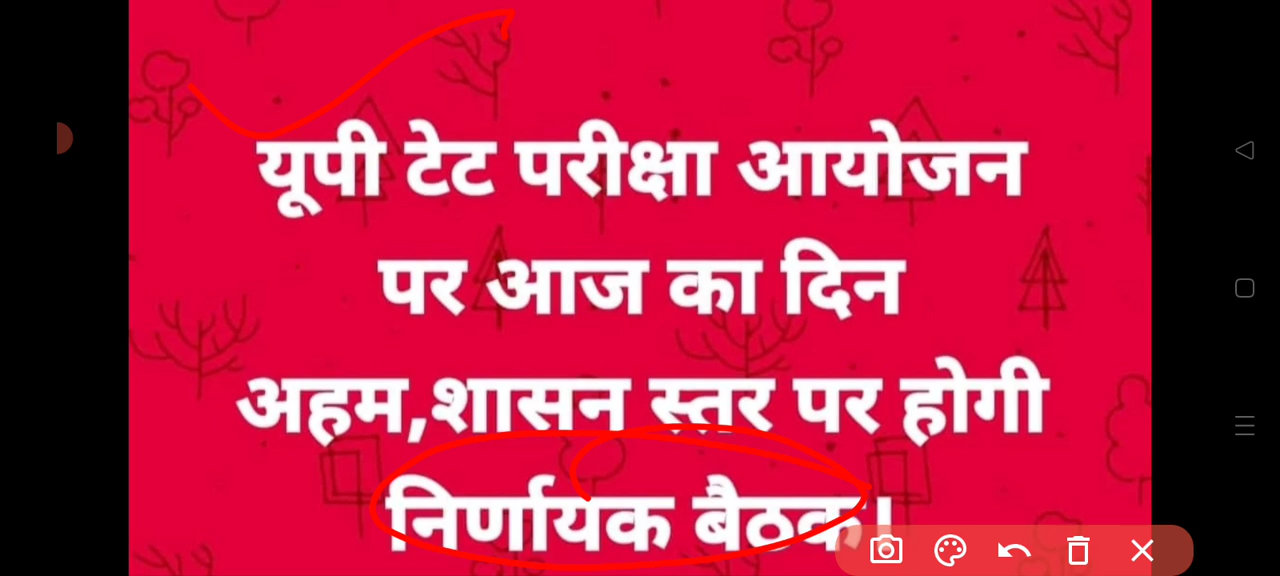 यूपी टेट परीक्षा आयोजन
पर आज का दिन
अहम,शासन स्तर पर होगी
निर्णायक बैठक।